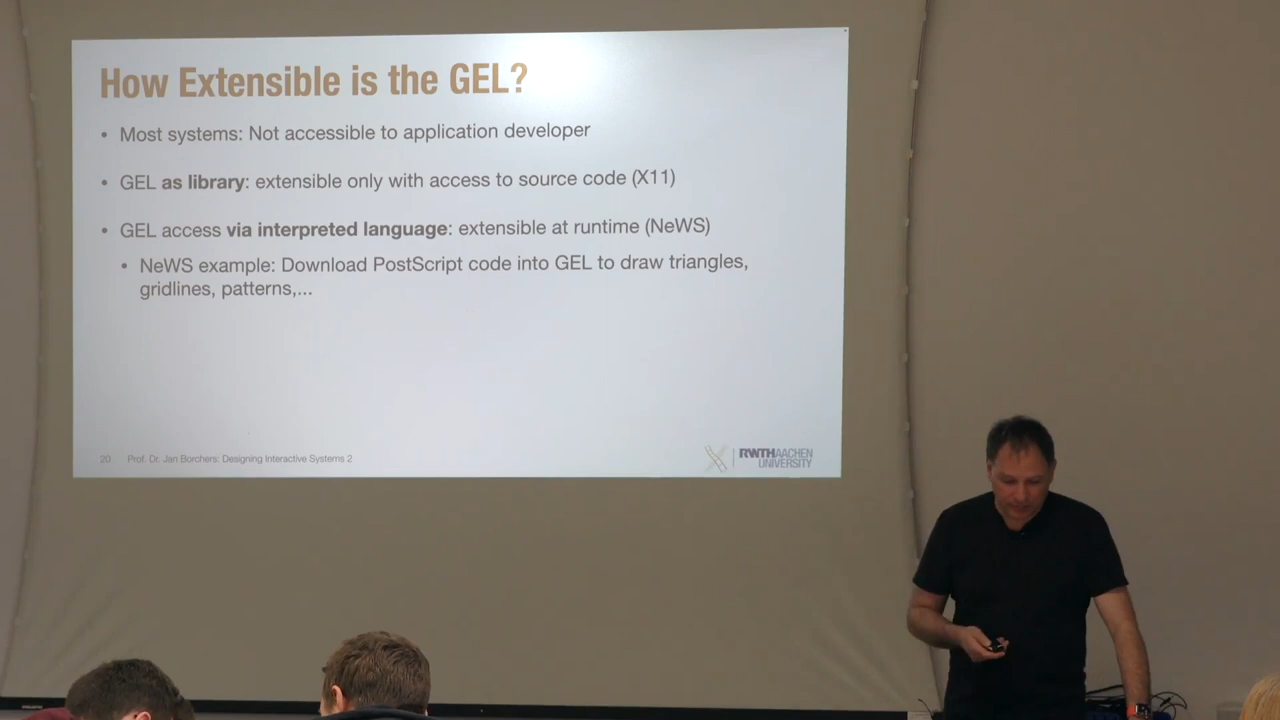 How Extensible is the GEL?
• Most systems: Not accessible to application developer
• GEL as library: extensible only with access to source code (X11)
• GEL access via interpreted language: extensible at runtime (NeWS)
• NeWS example: Download PostScript code into GEL to draw triangles,
gridlines, patterns,...
20 Prof. Dr. Jan Borchers: Designing Interactive Systems 2
RWTHAACHEN
UNIVERSITY